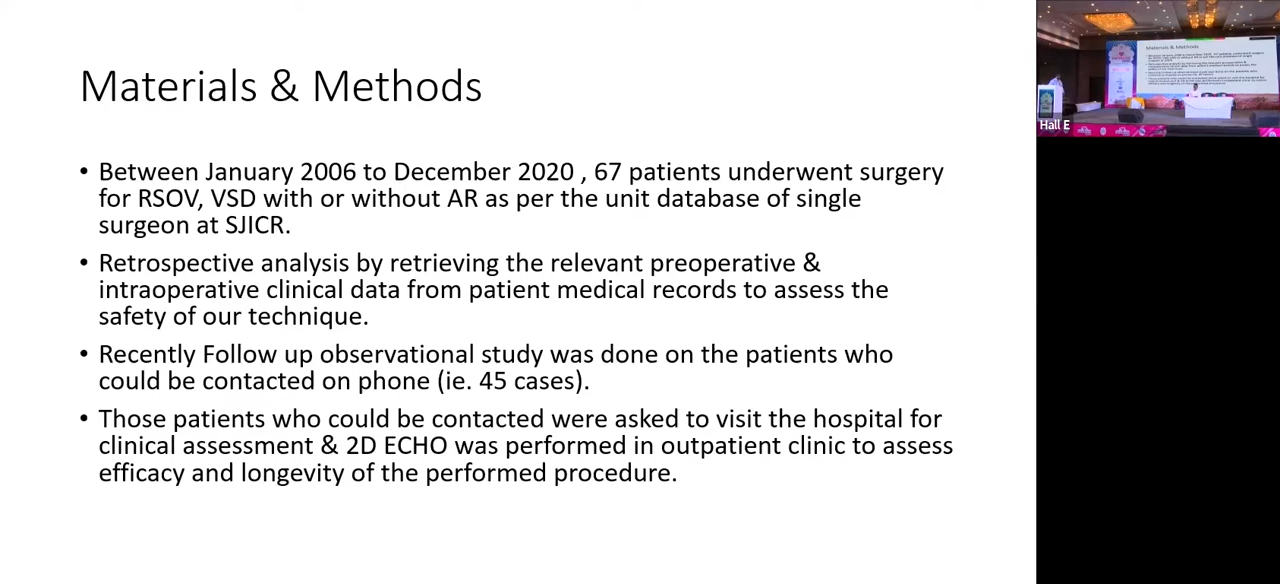 Materials & Methods
• Between January 2006 to December 2020 , 67 patients underwent surgery
for RSOV, VSD with or without AR as per the unit database of single
surgeon at SJICR.
• Retrospective analysis by retrieving the relevant preoperative &
intraoperative clinical data from patient medical records to assess the
safety of our technique.
• Recently Follow up observational study was done on the patients who
could be contacted on phone (ie. 45 cases).
• Those patients who could be contacted were asked to visit the hospital for
clinical assessment & 2D ECHO was performed in outpatient clinic to assess
efficacy and longevity of the performed procedure.
Materials & Methods
Hall E